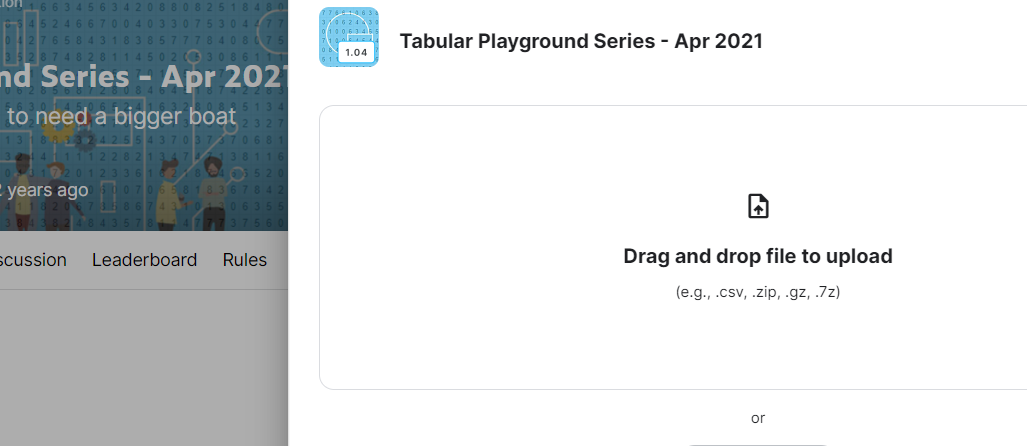 nd Series - Apr 2021
to need a bigger boat
years ago
scussion
Leaderboard
Rules
1.04
Tabular Playground Series - Apr 2021
Drag and drop file to upload
(e.g., .csv, .zip, .gz, .7z)
or